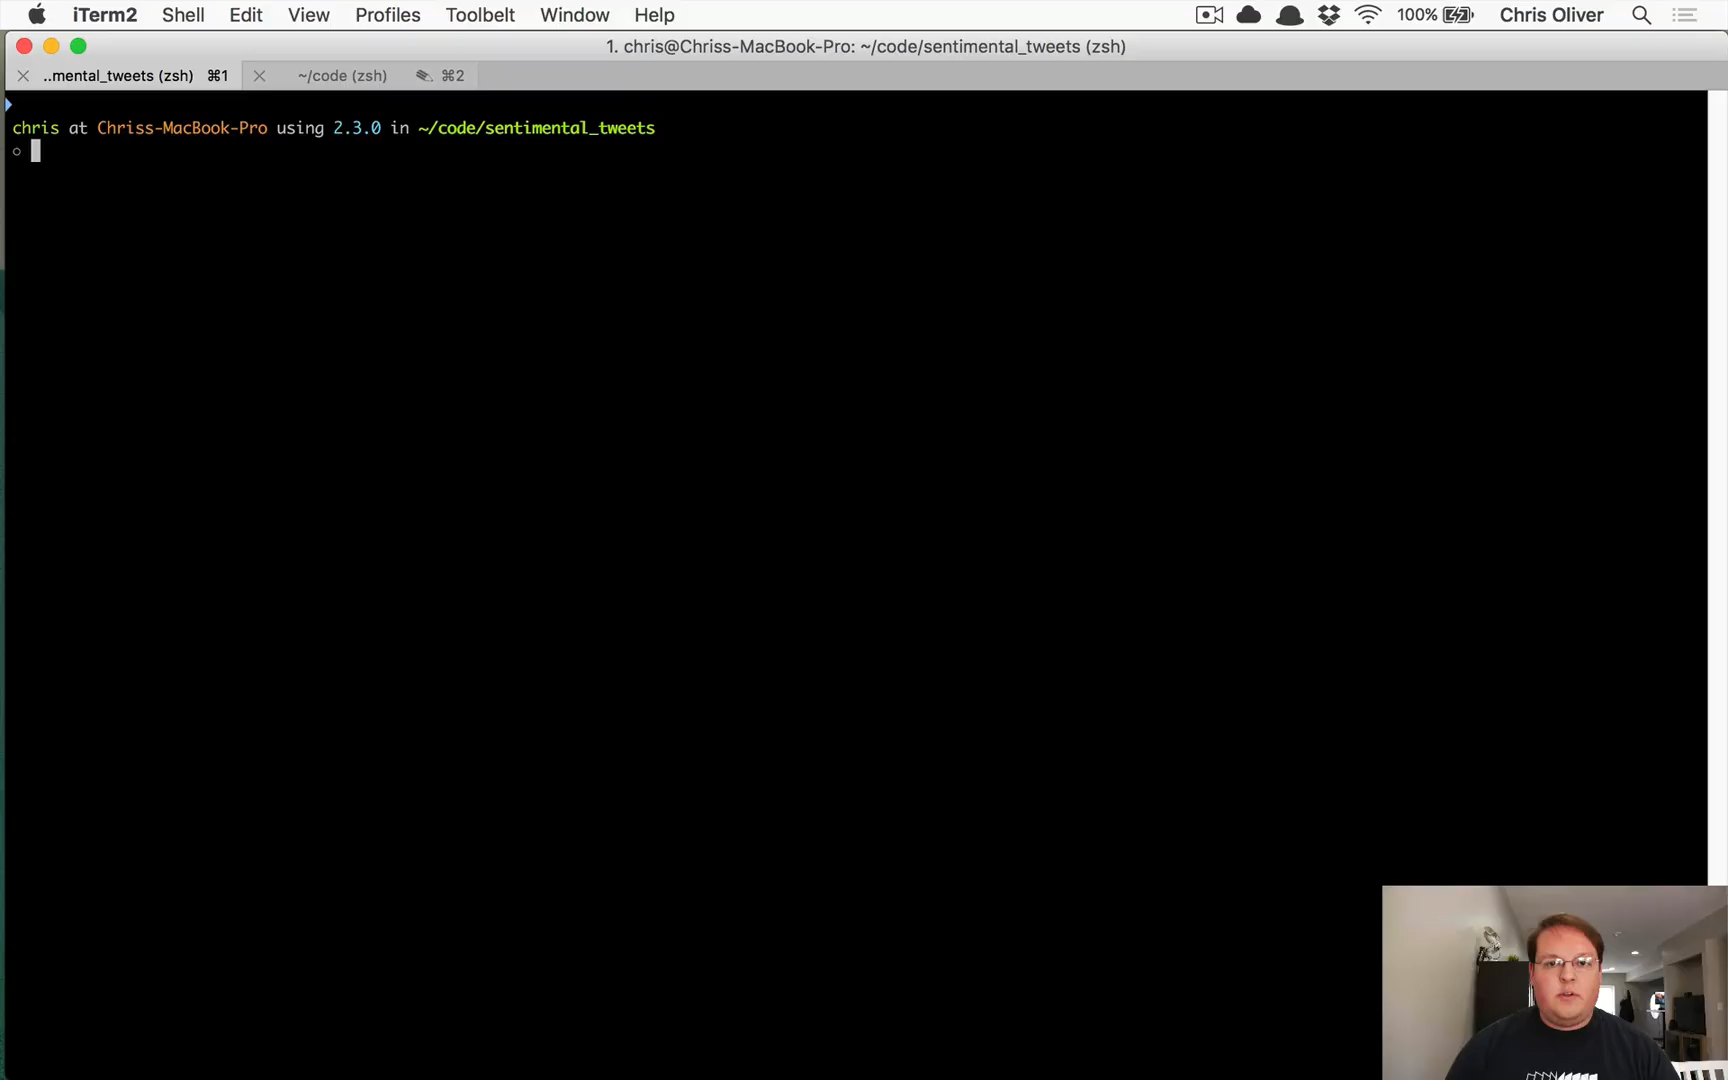 iTerm2 Shell Edit View Profiles Toolbelt Window Help 100% Chris Oliver
1. chris@Chriss-MacBook-Pro: ~/code/sentimental_tweets (zsh)
..mental_tweets (zsh) ⌘1 ~/code (zsh) ⌘2
chris at Chriss-MacBook-Pro using 2.3.0 in ~/code/sentimental_tweets